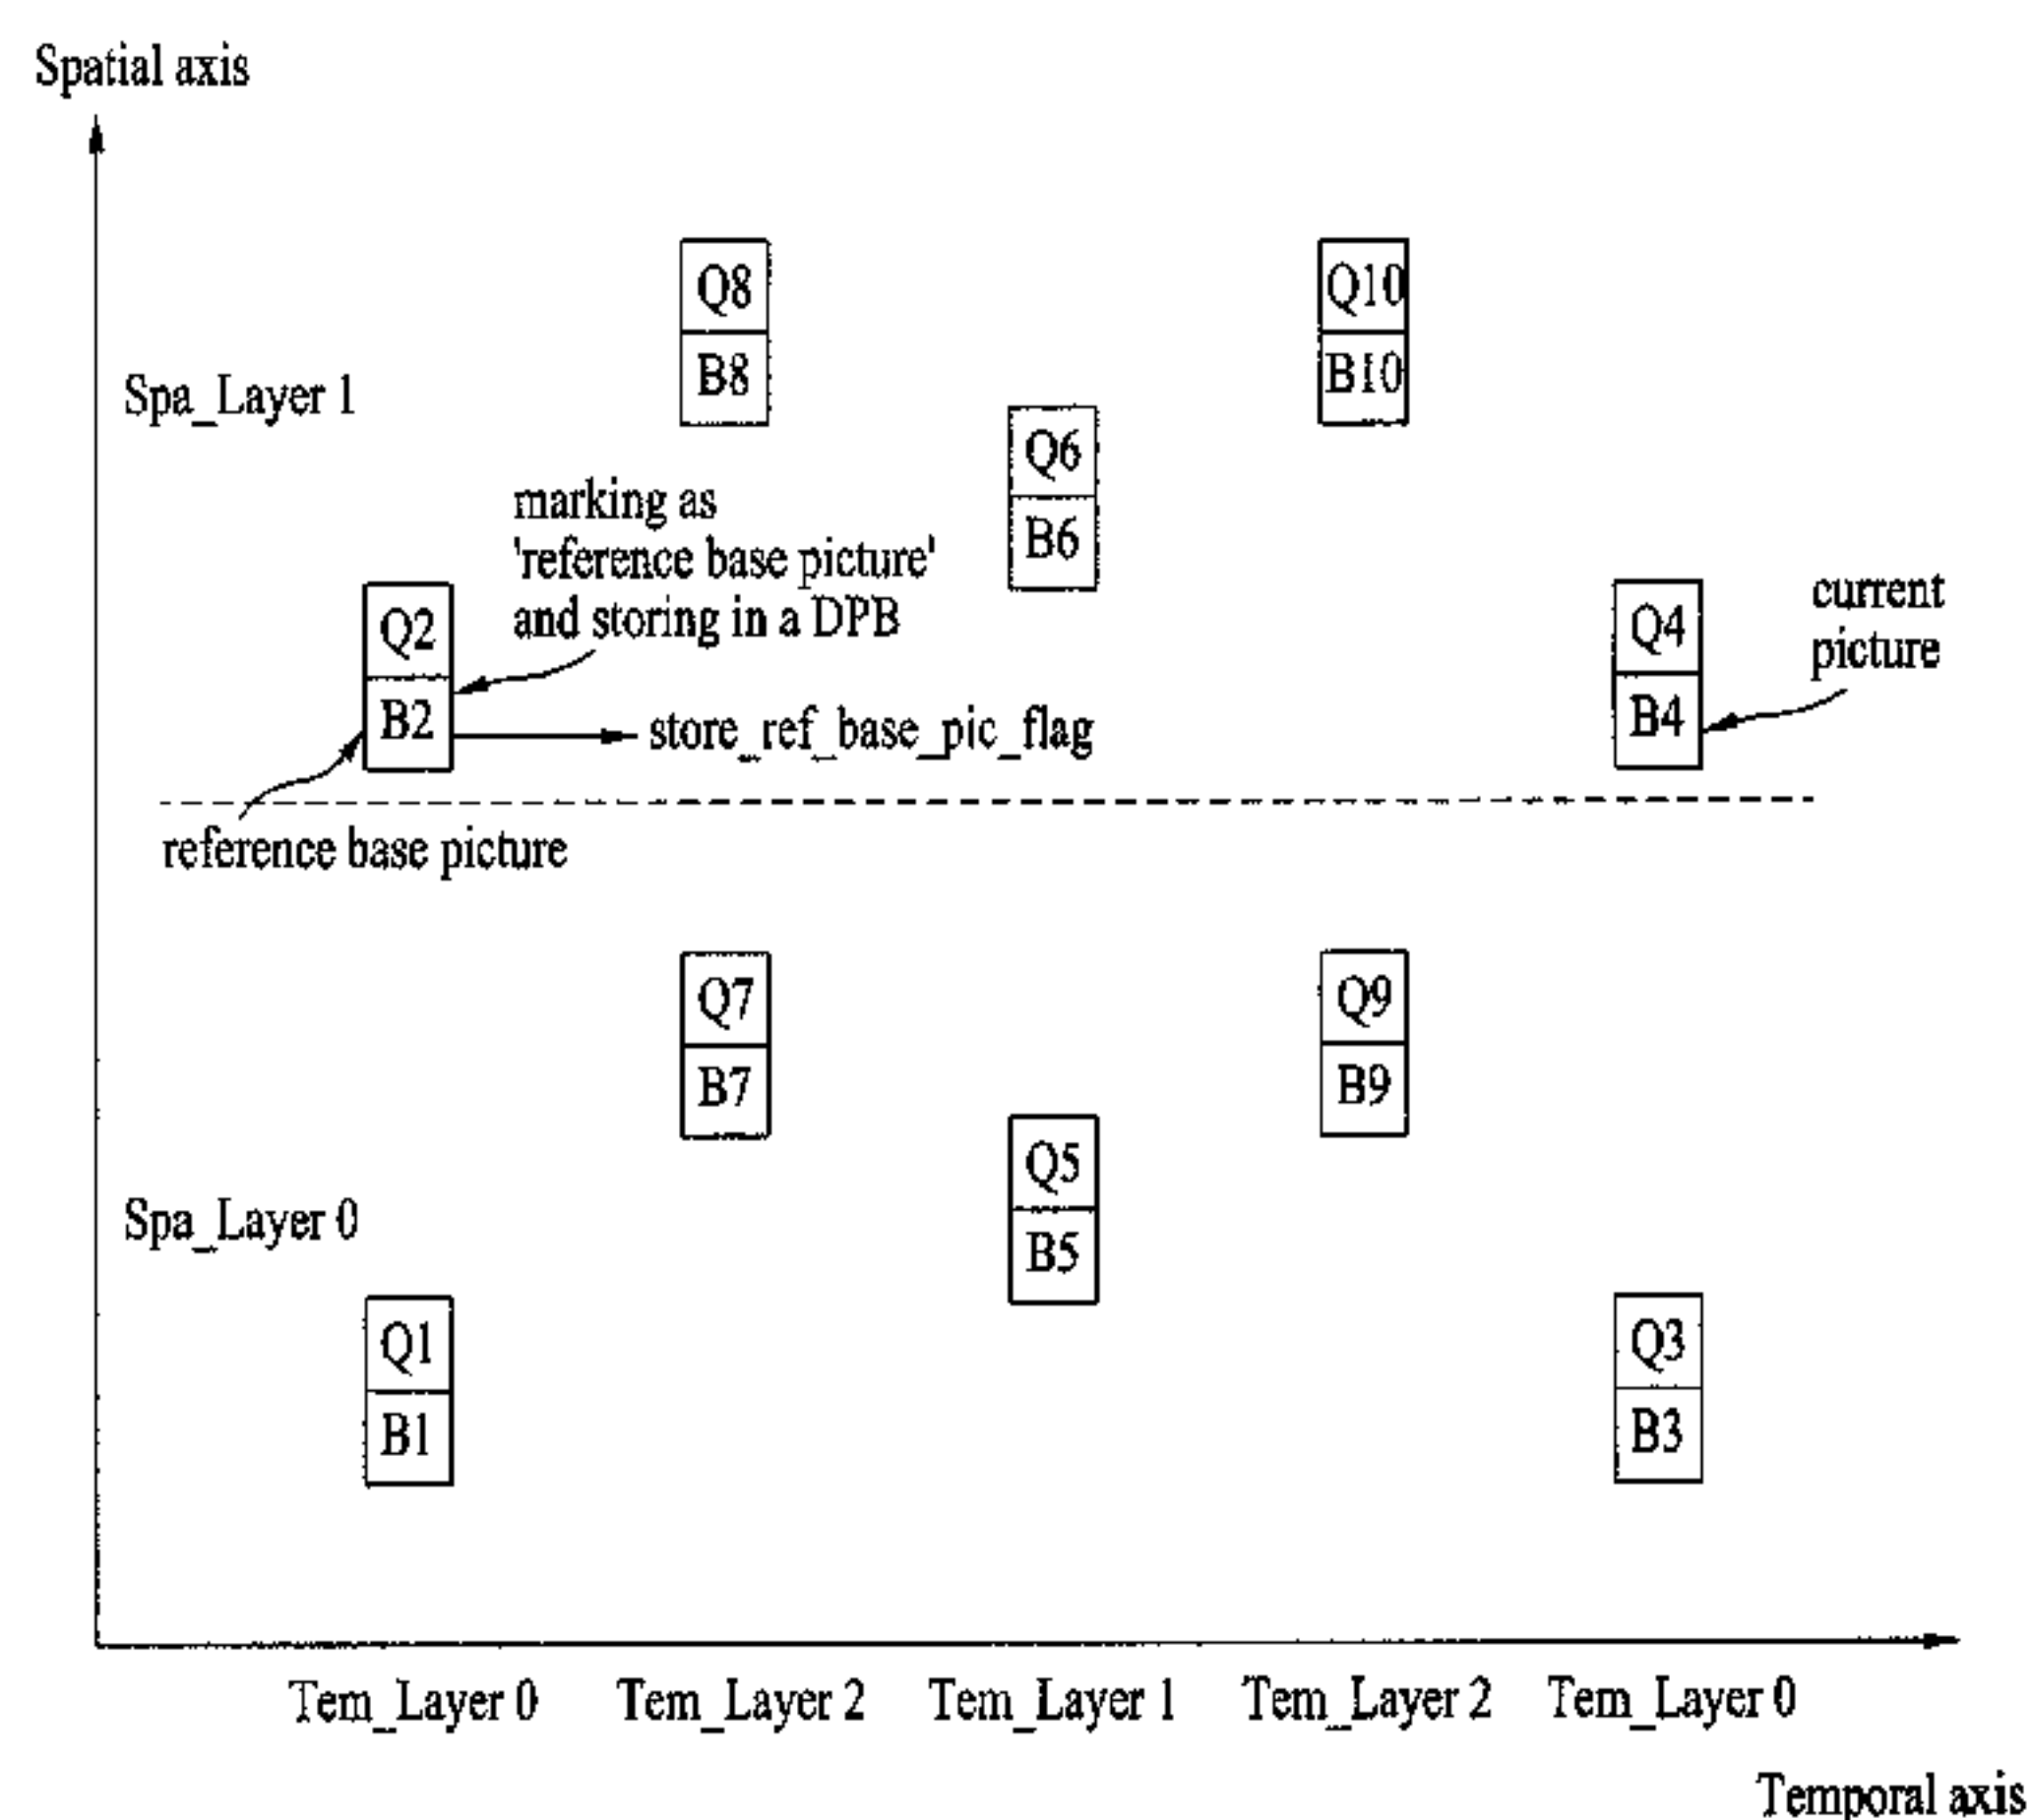 Spatial axis
Q8
Q10
B8
B10
Spa_Layer 1
Q6
B6
marking as
'reference base picture'
and storing in a DPB
Q2
B2
store_ref_base_pic_flag
Q4
B4
current
picture
reference base picture
Q7
B7
Q9
B9
Q5
B5
Spa_Layer 0
Q1
B1
Q3
B3
Tem_Layer 0
Tem_Layer 2
Tem_Layer 1
Tem_Layer 2
Tem_Layer 0
Temporal axis